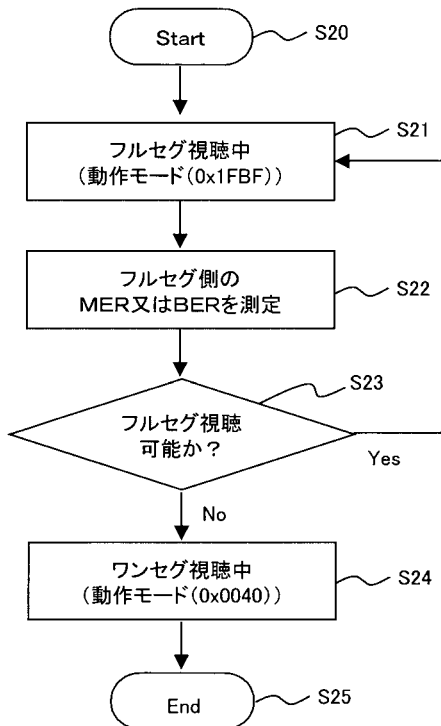 Start
S20
フルセグ視聴中
(動作モード(0x1FBF))
S21
フルセグ側の
MER又はBERを測定
S22
フルセグ視聴
可能か？
S23
Yes
No
ワンセグ視聴中
(動作モード(0x0040))
S24
End
S25